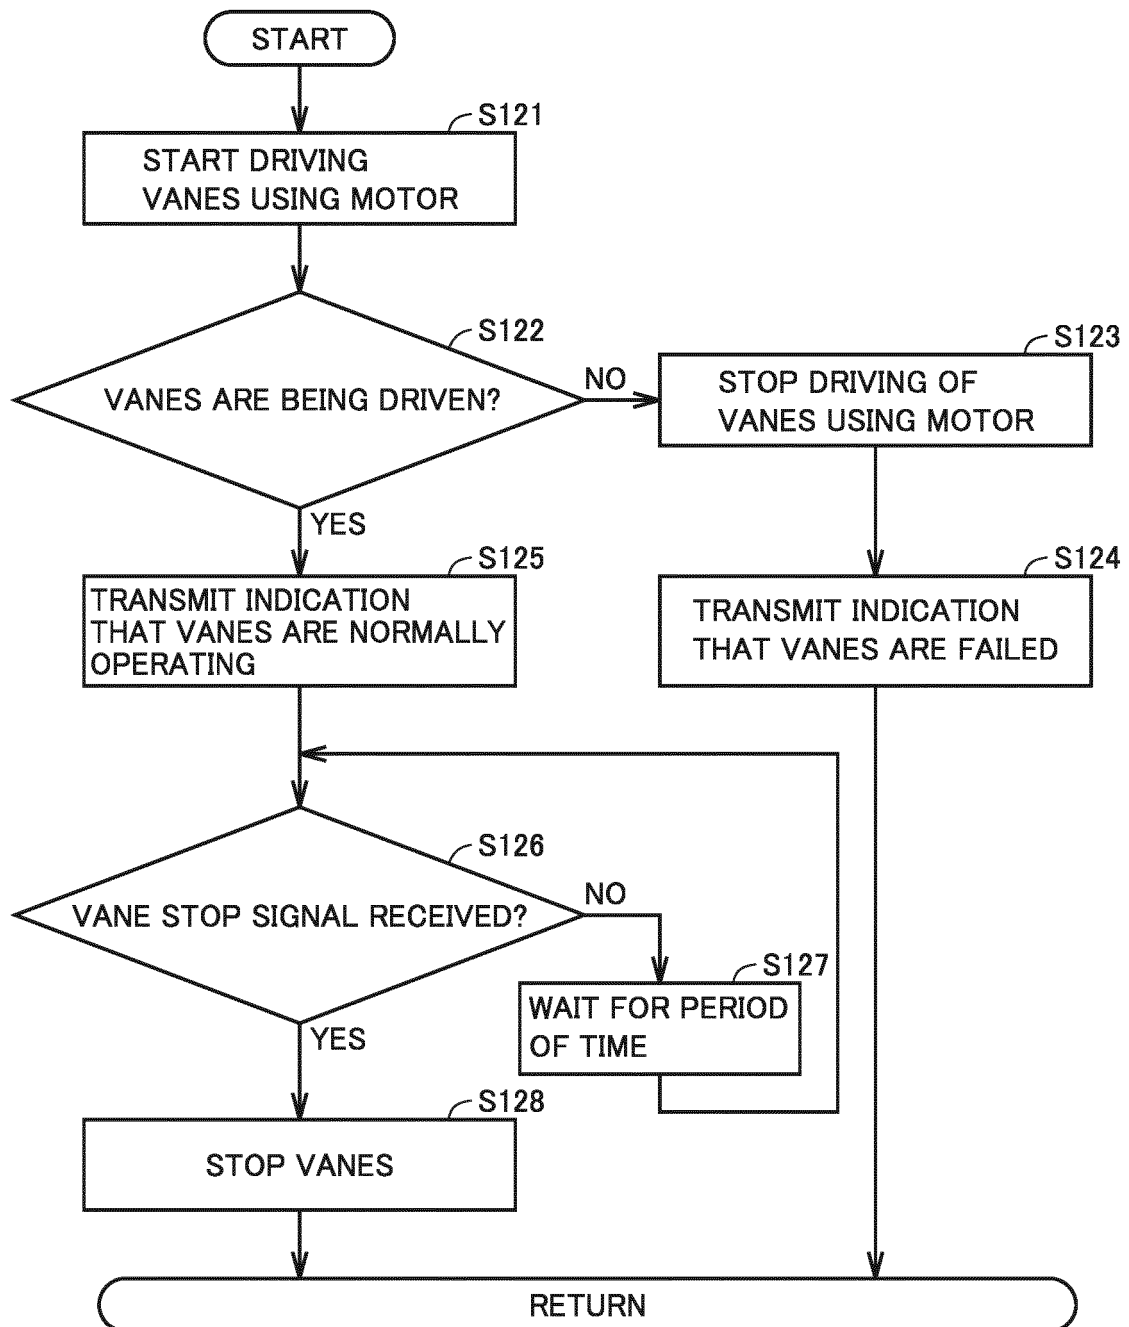 START
S121
START DRIVING
VANES USING MOTOR
S122
VANES ARE BEING DRIVEN?
NO
S123
STOP DRIVING OF
VANES USING MOTOR
YES
S125
TRANSMIT INDICATION
THAT VANES ARE NORMALLY
OPERATING
S124
TRANSMIT INDICATION
THAT VANES ARE FAILED
S126
VANE STOP SIGNAL RECEIVED?
NO
S127
WAIT FOR PERIOD
OF TIME
YES
S128
STOP VANES
RETURN